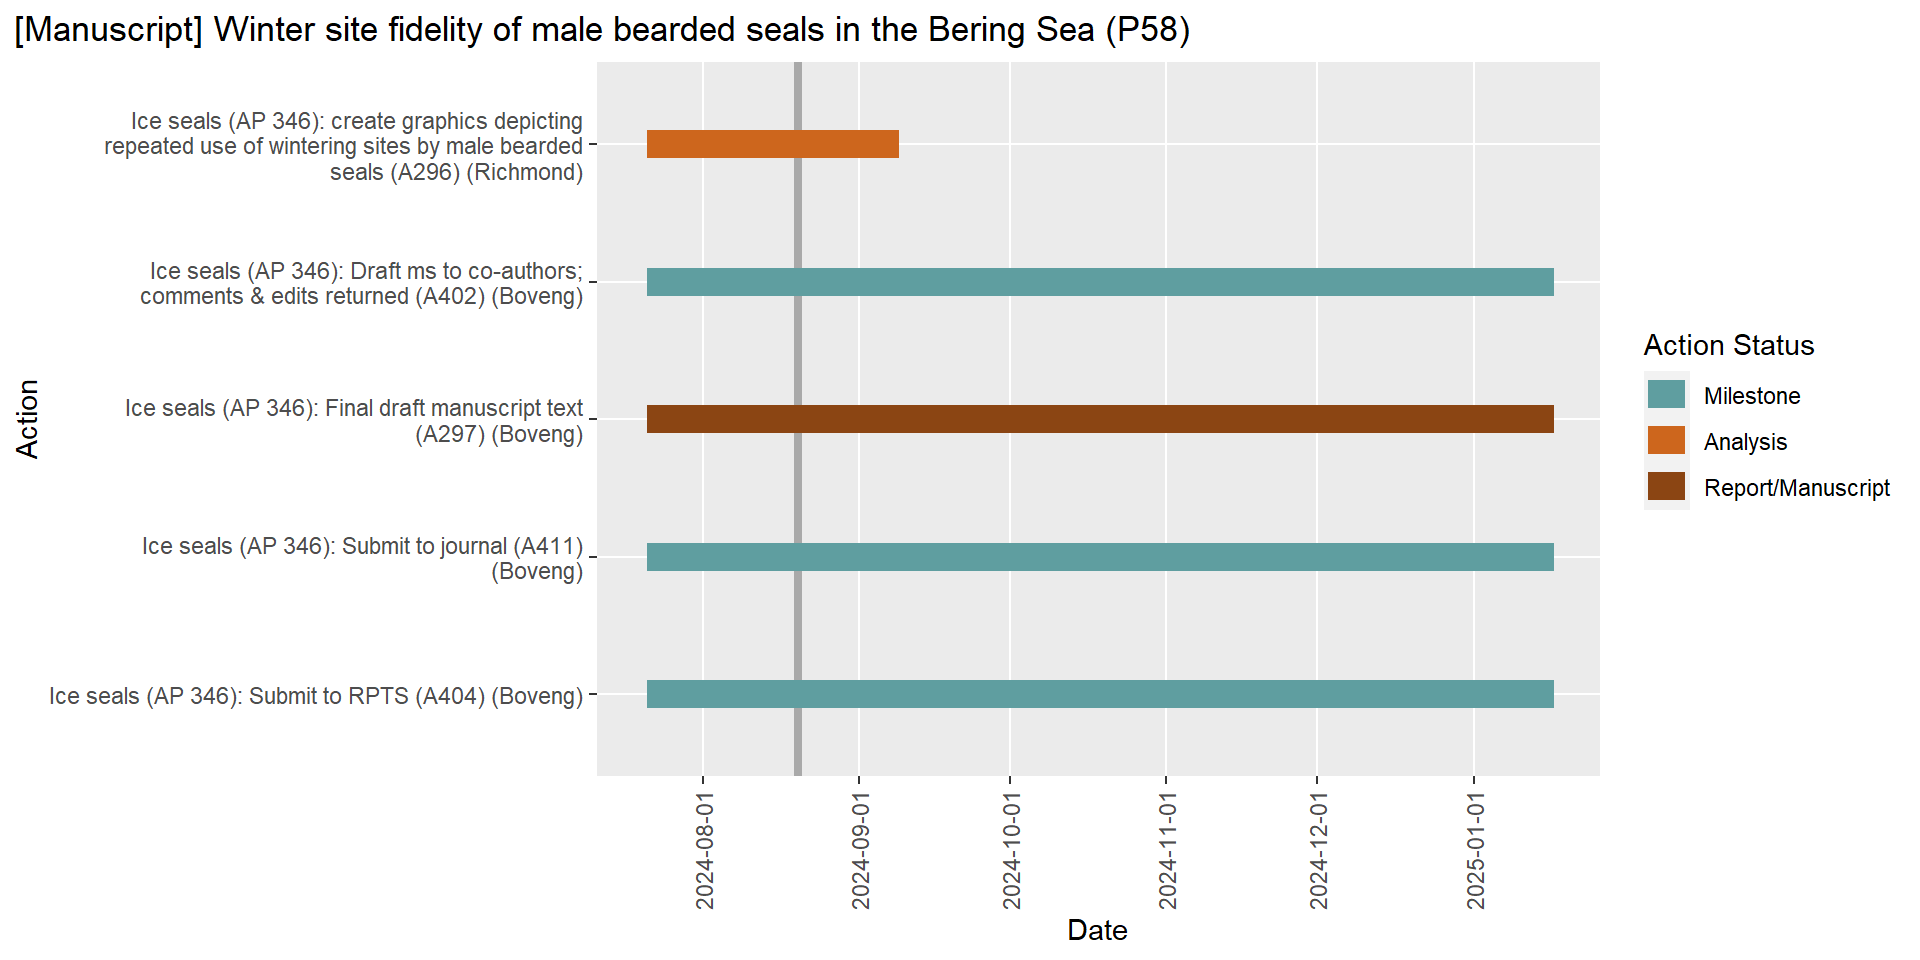 [Manuscript] Winter site fidelity of male bearded seals in the Bering Sea (P58)
Ice seals (AP 346): create graphics depicting
repeated use of wintering sites by male bearded
seals (A296) (Richmond)
Ice seals (AP 346): Draft ms to co-authors;
comments & edits returned (A402) (Boveng)
Ice seals (AP 346): Final draft manuscript text
(A297) (Boveng)
Ice seals (AP 346): Submit to journal (A411)
(Boveng)
Ice seals (AP 346): Submit to RPTS (A404) (Boveng)
Action
2024-08-01
2024-09-01
2024-10-01
2024-11-01
2024-12-01
2025-01-01
Date
Action Status
Milestone
Analysis
Report/Manuscript